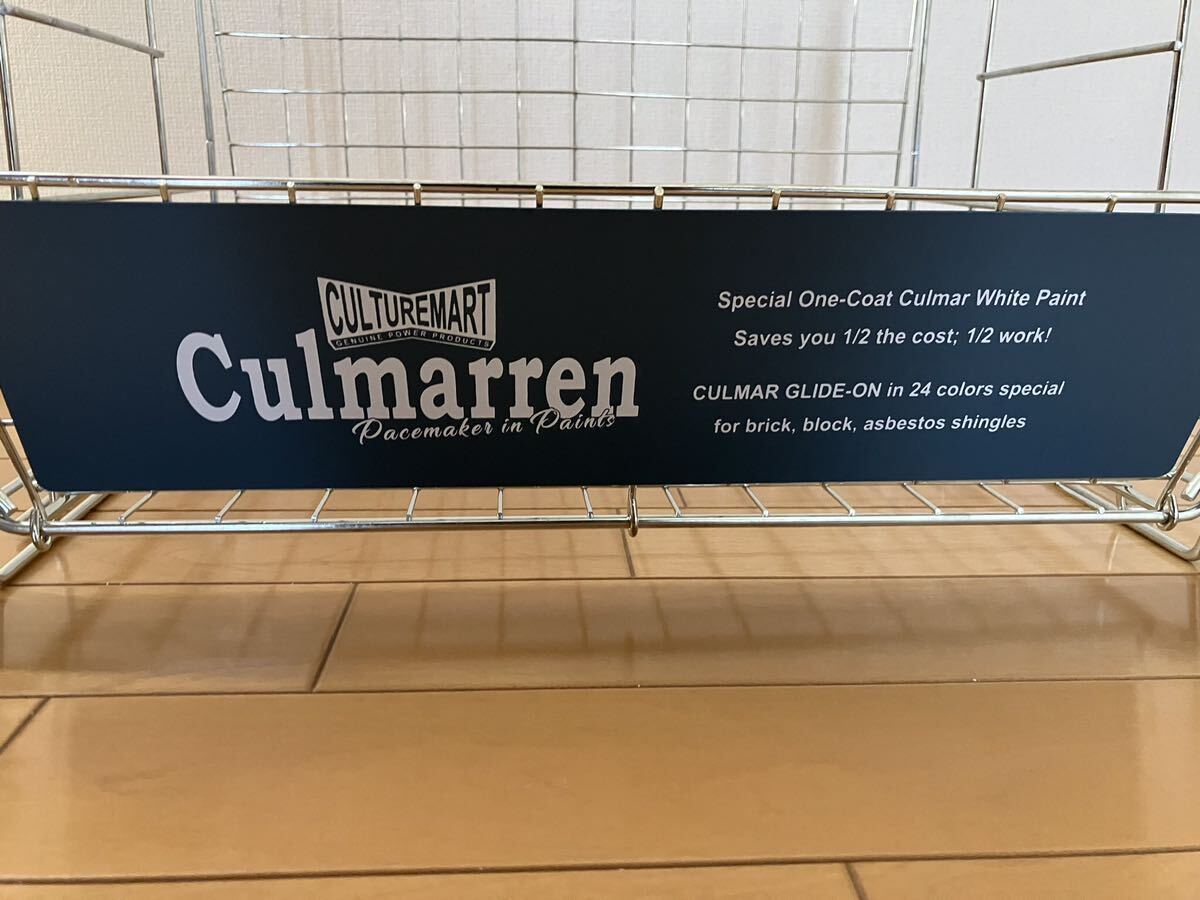 CULTUREMART
GENUINE POWER PRODUCTS
Culmarren
Pacemaker in Paints
Special One-Coat Culmar White Paint
Saves you 1/2 the cost; 1/2 work!
CULMAR GLIDE-ON in 24 colors special
for brick, block, asbestos shingles